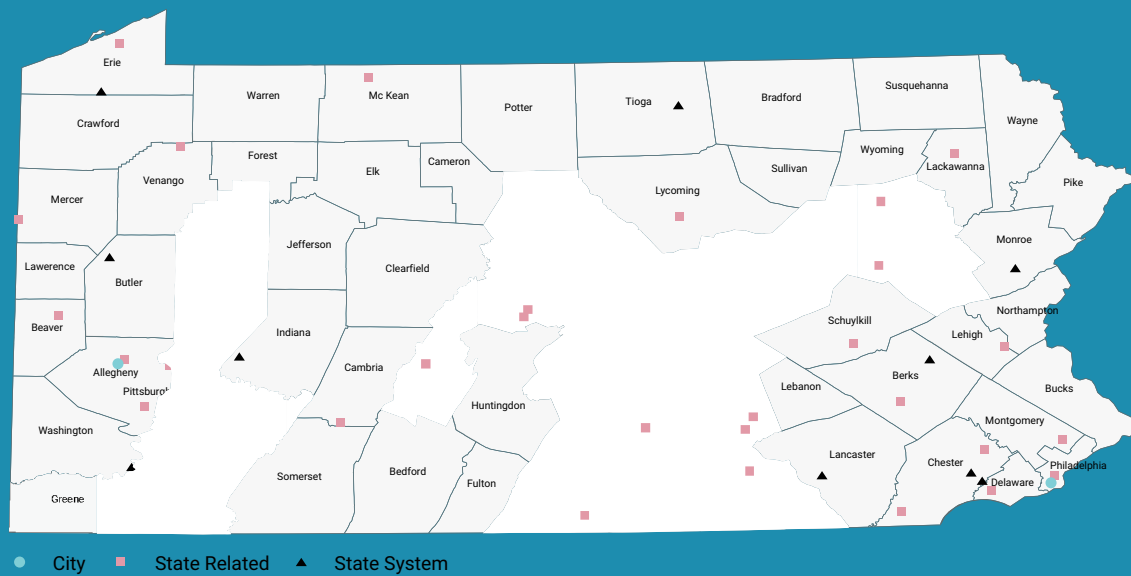 Erie
Warren
Mc Kean
Potter
Tioga
Bradford
Susquehanna
Wayne
Crawford
Forest
Elk
Cameron
Wyoming
Lackawanna
Sullivan
Pike
Venango
Mercer
Lycoming
Monroe
Jefferson
Lawerence
Butler
Clearfield
Northampton
Beaver
Indiana
Schuylkill
Lehigh
Allegheny
Cambria
Berks
Lebanon
Bucks
Pittsburgh
Huntingdon
Montgomery
Washington
Lancaster
Chester
Philadelphia
Somerset
Bedford
Fulton
Delaware
Greene
City State Related State System